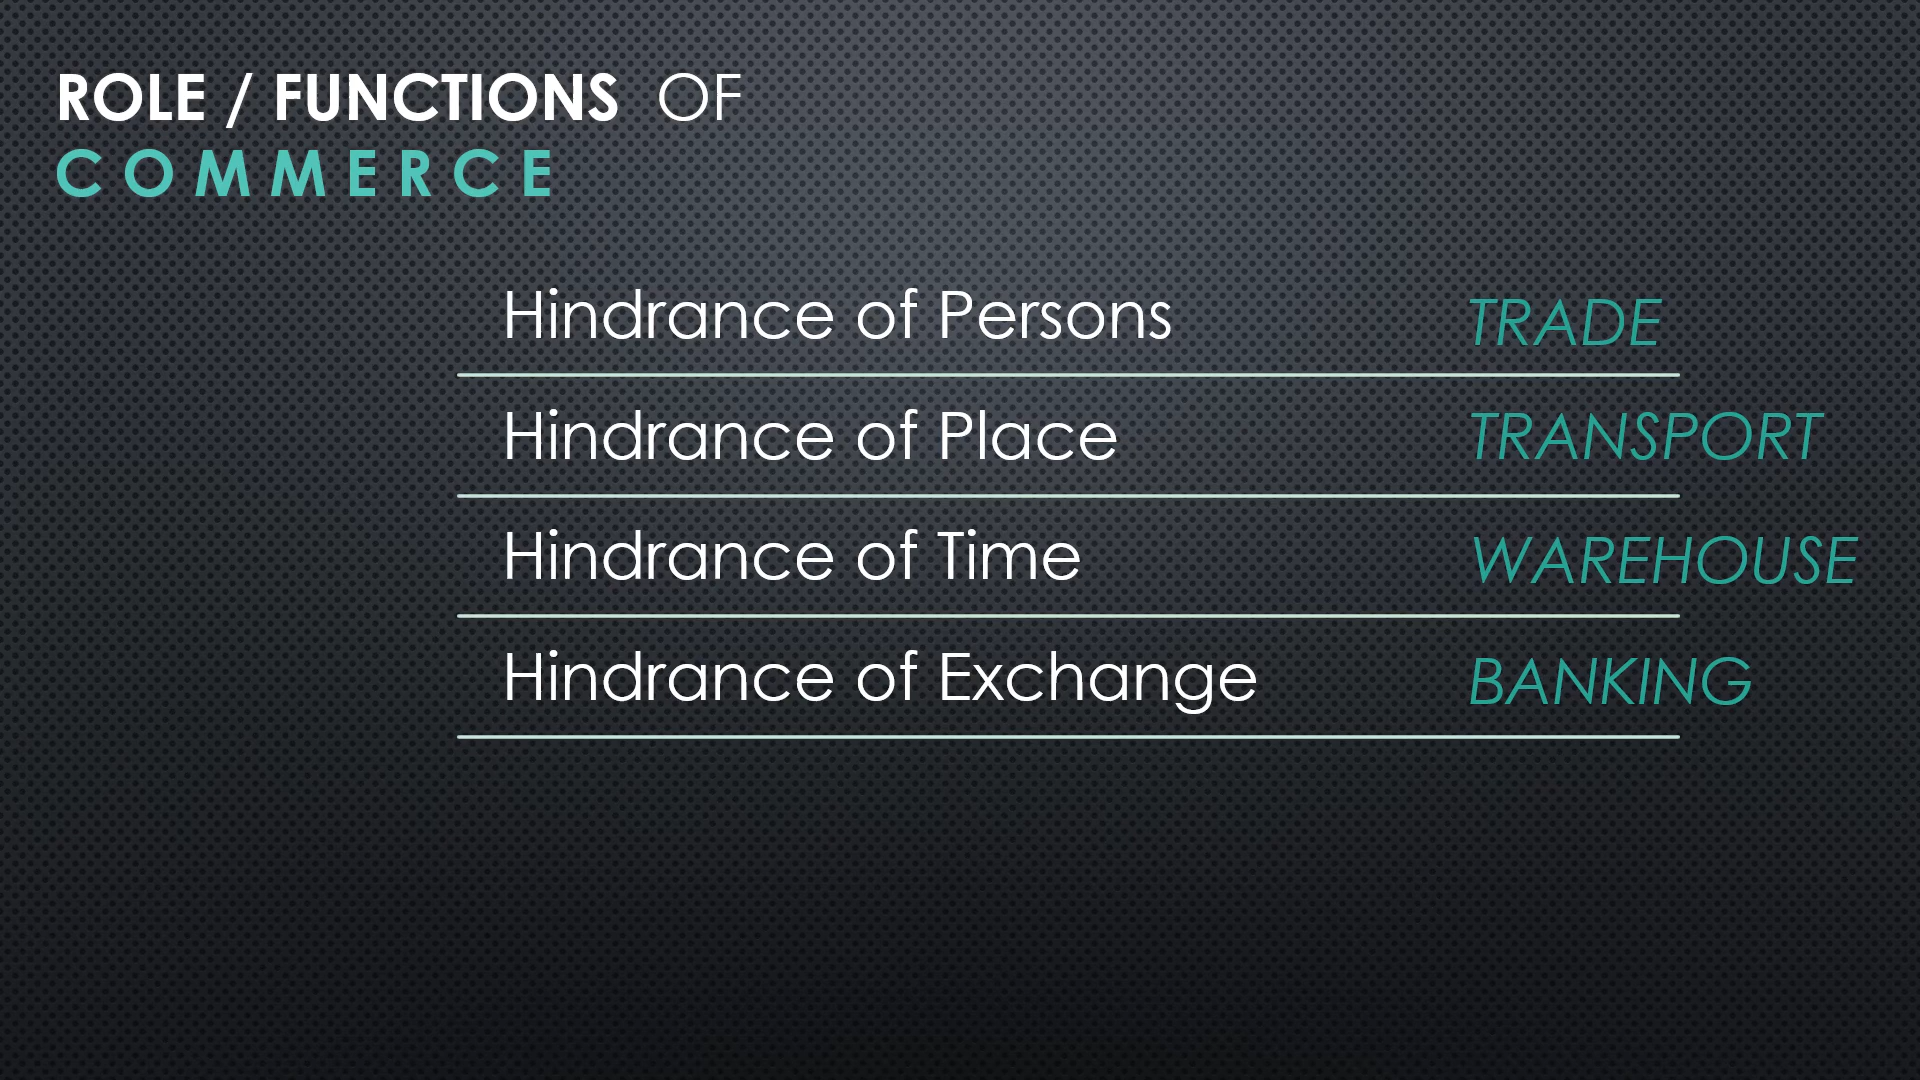 ROLE / FUNCTIONS OF
COMMERCE
Hindrance of Persons TRADE
Hindrance of Place TRANSPORT
Hindrance of Time WAREHOUSE
Hindrance of Exchange BANKING